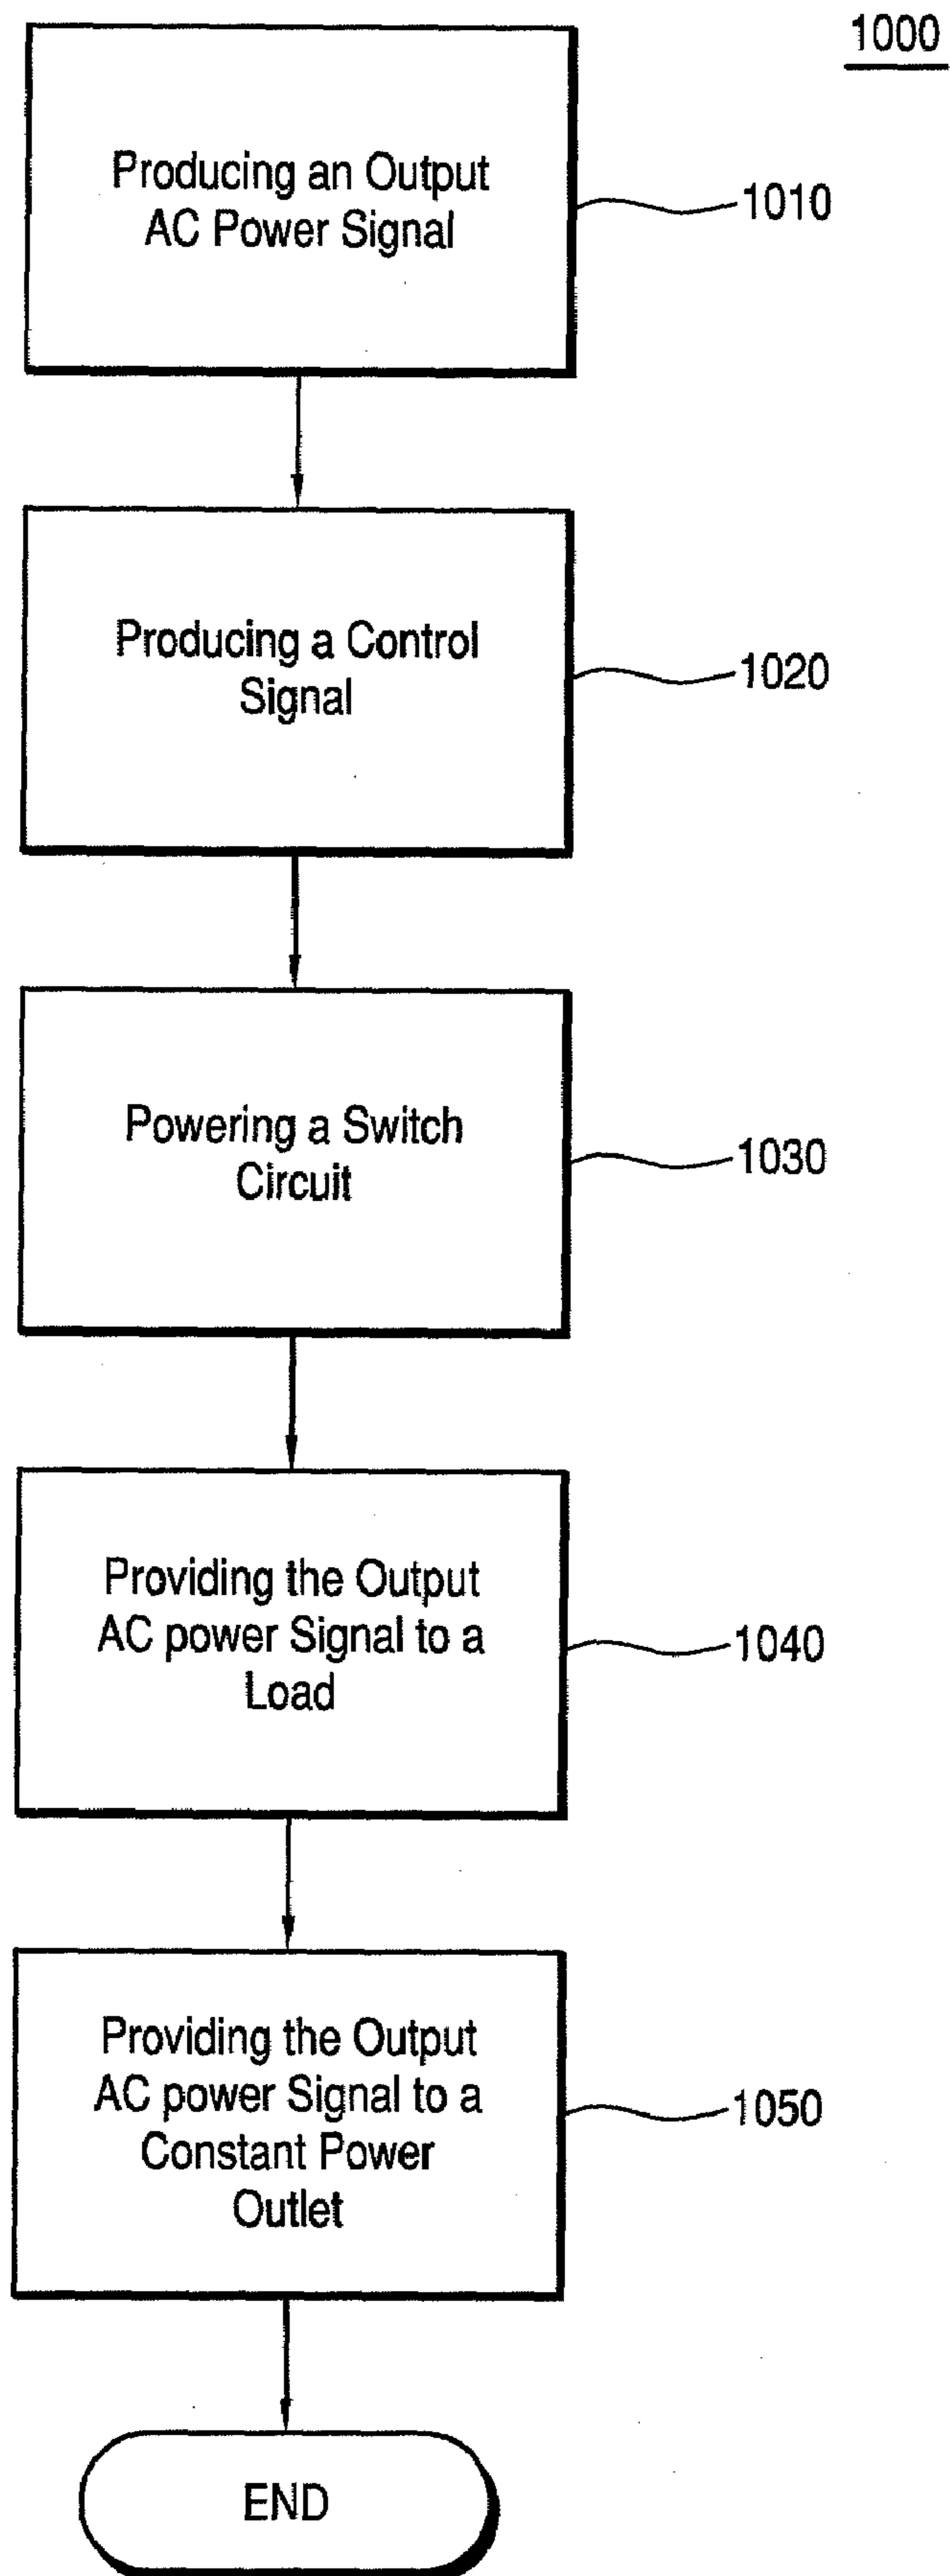 1000
Producing an Output
AC Power Signal
1010
Producing a Control
Signal
1020
Powering a Switch
Circuit
1030
Providing the Output
AC power Signal to a
Load
1040
Providing the Output
AC power Signal to a
Constant Power
Outlet
1050
END